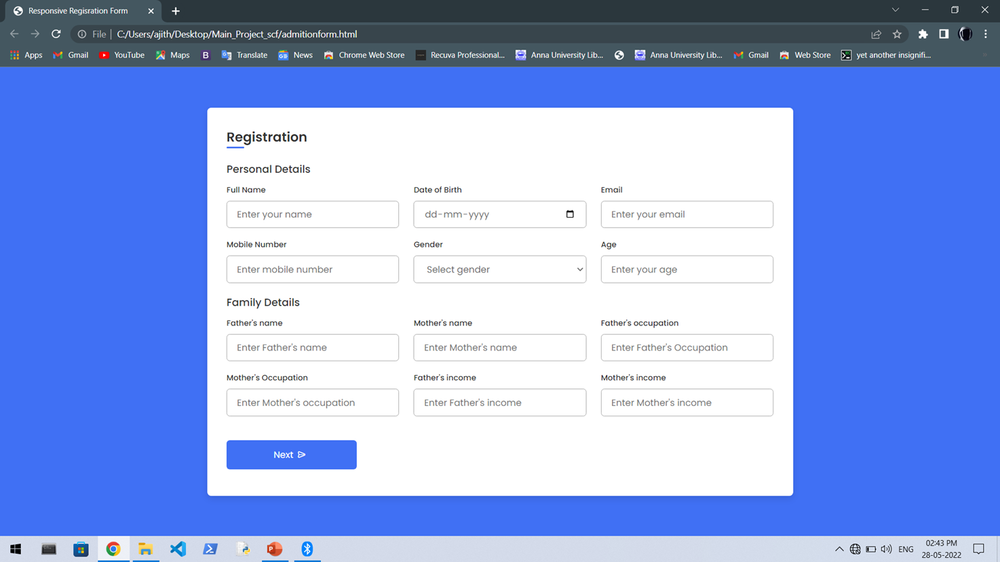 Responsive Regisration Form
File | C:/Users/ajith/Desktop/Main_Project_scf/admitionform.html
Apps Gmail YouTube Maps B Translate News Chrome Web Store Recuva Professional... Anna University Lib... Anna University Lib... Gmail Web Store yet another insignifi...
Registration
Personal Details
Full Name Date of Birth Email
Enter your name dd-mm-yyyy Enter your email
Mobile Number Gender Age
Enter mobile number Select gender Enter your age
Family Details
Father's name Mother's name Father's occupation
Enter Father's name Enter Mother's name Enter Father's Occupation
Mother's Occupation Father's income Mother's income
Enter Mother's occupation Enter Father's income Enter Mother's income
Next
ENG 02:43 PM
28-05-2022